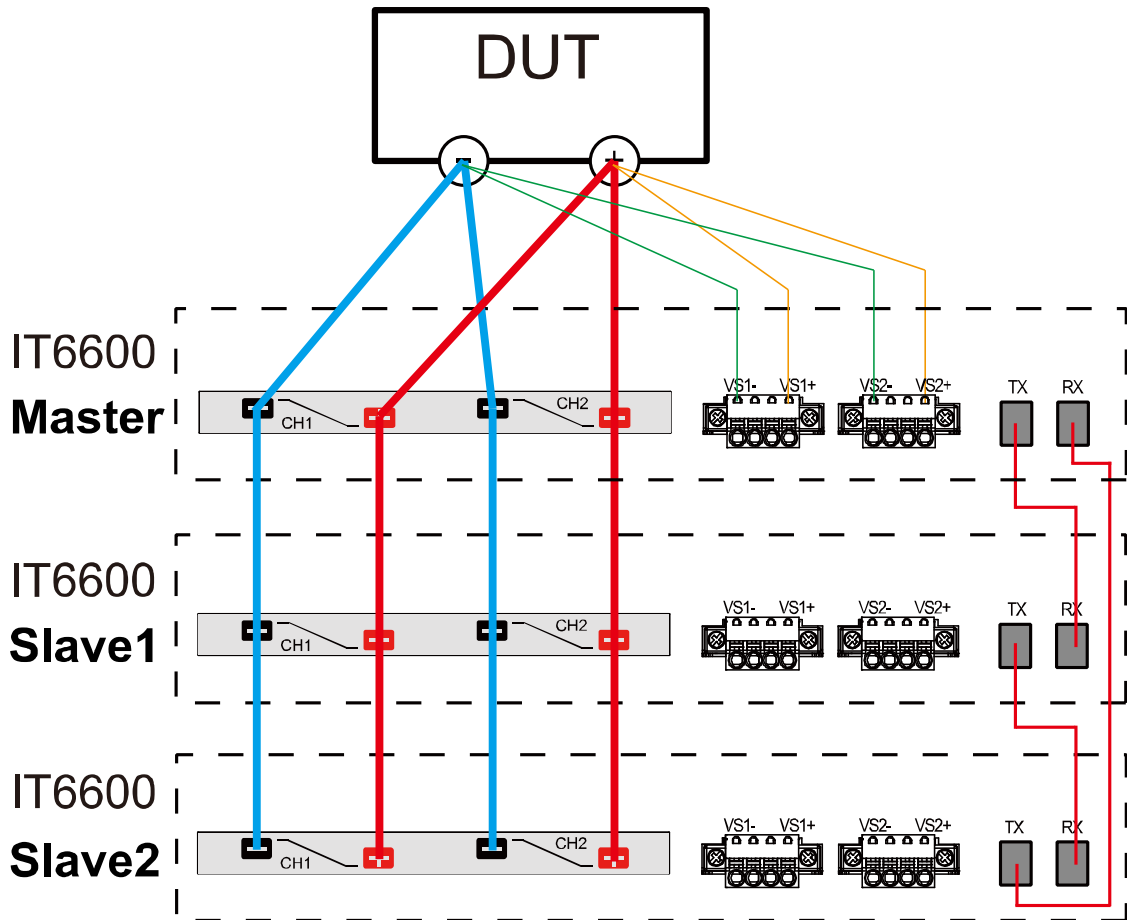 DUT
- +
IT6600
Master
CH1 CH2
VS1- VS1+ VS2- VS2+ TX RX
IT6600
Slave1
CH1 CH2
VS1- VS1+ VS2- VS2+ TX RX
IT6600
Slave2
CH1 CH2
VS1- VS1+ VS2- VS2+ TX RX